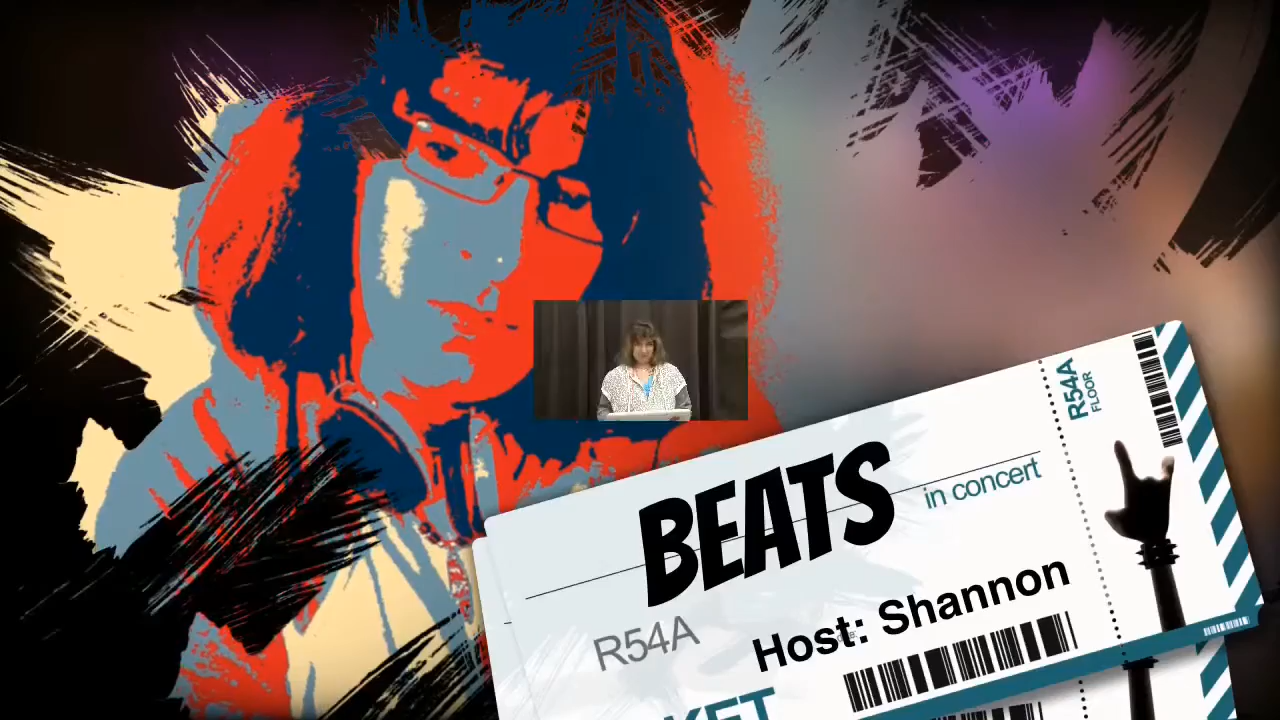 R54A
FLOOR
BEATS
in concert
R54A
Host: Shannon